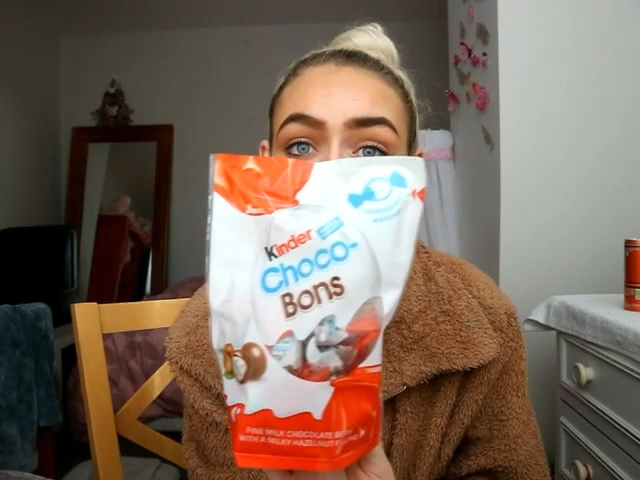 Kinder
Choco-
Bons
FINE MILK CHOCOLATE
WITH A MILKY HAZELNUT